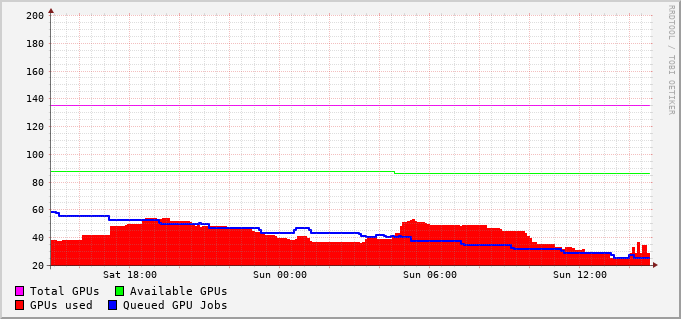 200
180
160
140
120
100
80
60
40
20
Sat 18:00 Sun 00:00 Sun 06:00 Sun 12:00
Total GPUs Available GPUs
GPUs used Queued GPU Jobs
RRDTOOL / TOBI OETIKER